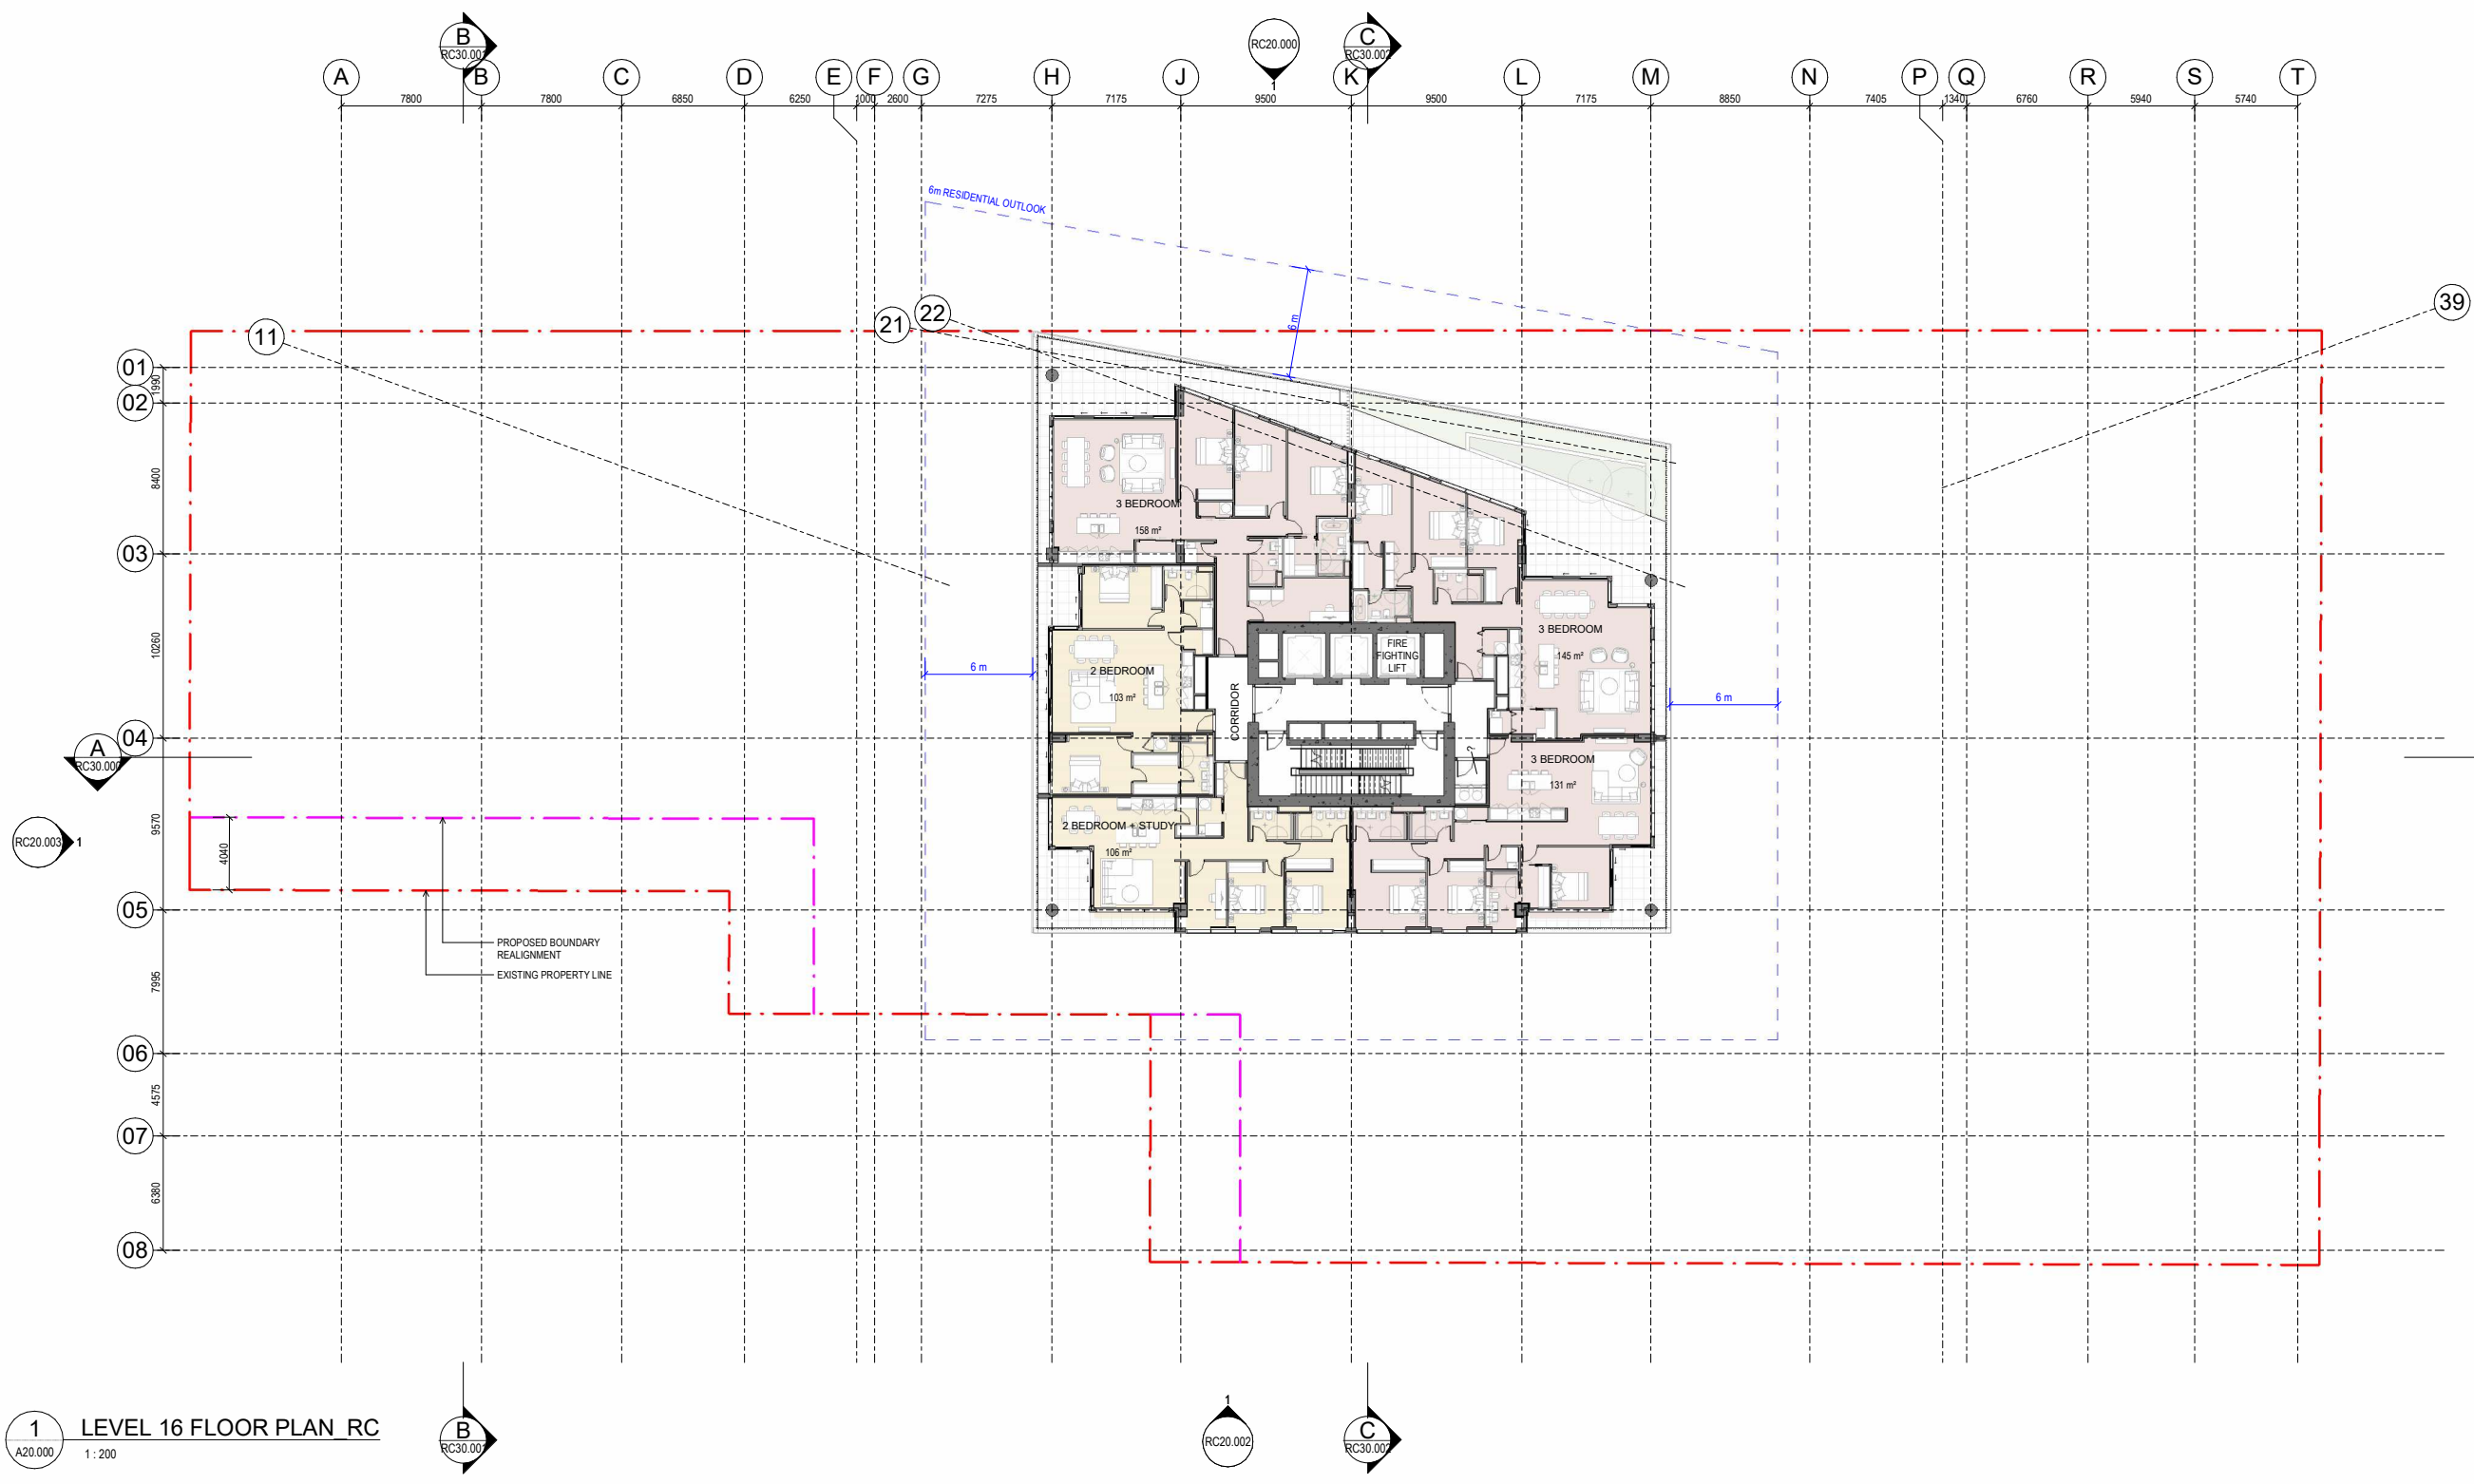 B
RC30.001
RC20.000
1
C
RC30.002
A
B
C
D
E
F
G
H
J
K
L
M
N
P
Q
R
S
T
7800
7800
6850
6250
1000
2600
7275
7175
9500
9500
7175
8850
7405
1340
6760
5940
5740
6m RESIDENTIAL OUTLOOK
6 m
11
21
22
39
01
1990
02
8400
03
10260
04
9570
05
7995
06
4575
07
6380
08
3 BEDROOM
158 m²
2 BEDROOM
103 m²
6 m
CORRIDOR
FIRE
FIGHTING
LIFT
3 BEDROOM
145 m²
6 m
A
RC30.000
?
3 BEDROOM
131 m²
2 BEDROOM + STUDY
106 m²
RC20.003
1
4040
PROPOSED BOUNDARY
REALIGNMENT
EXISTING PROPERTY LINE
1
A20.000
LEVEL 16 FLOOR PLAN_RC
1 : 200
B
RC30.001
1
RC20.002
C
RC30.002